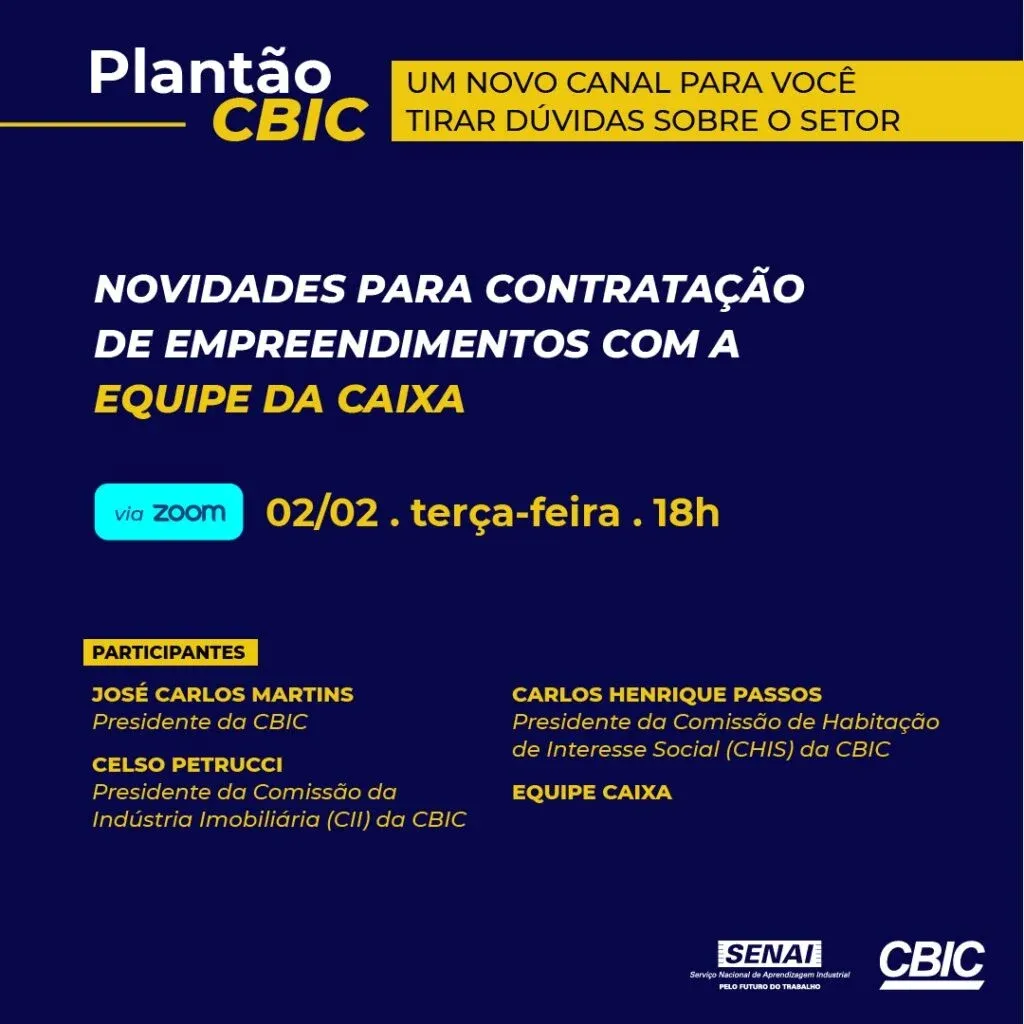 Plantão
CBIC
UM NOVO CANAL PARA VOCÊ
TIRAR DÚVIDAS SOBRE O SETOR
NOVIDADES PARA CONTRATAÇÃO
DE EMPREENDIMENTOS COM A
EQUIPE DA CAIXA
via zoom 02/02 . terça-feira . 18h
PARTICIPANTES
JOSÉ CARLOS MARTINS
Presidente da CBIC
CELSO PETRUCCI
Presidente da Comissão da
Indústria Imobiliária (CII) da CBIC
CARLOS HENRIQUE PASSOS
Presidente da Comissão de Habitação
de Interesse Social (CHIS) da CBIC
EQUIPE CAIXA
SENAI
Serviço Nacional de Aprendizagem Industrial
PELO FUTURO DO TRABALHO
CBIC